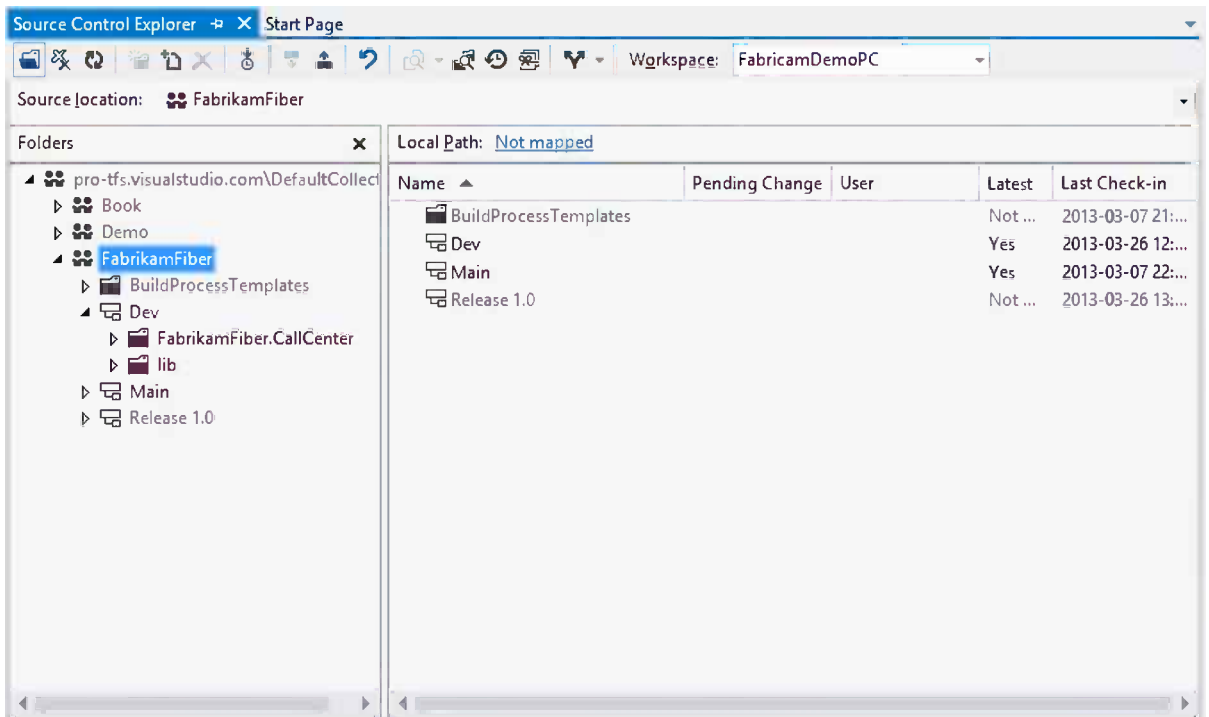 Source Control Explorer Start Page
Workspace: FabricamDemoPC
Source location: FabrikamFiber
Folders
pro-tfs.visualstudio.com\DefaultCollect
Book
Demo
FabrikamFiber
BuildProcessTemplates
Dev
FabrikamFiber.CallCenter
lib
Main
Release 1.0
Local Path: Not mapped
Name Pending Change User Latest Last Check-in
BuildProcessTemplates Not ... 2013-03-07 21:...
Dev Yes 2013-03-26 12:...
Main Yes 2013-03-07 22:...
Release 1.0 Not ... 2013-03-26 13:...